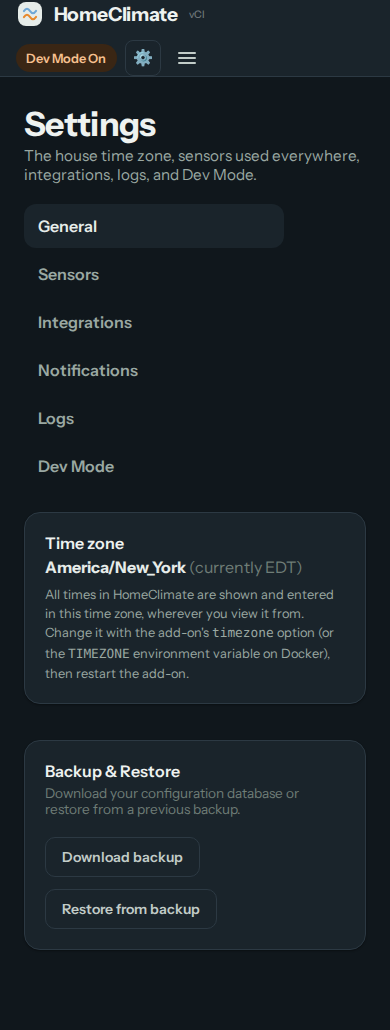 HomeClimate vCI
Dev Mode On
Settings
The house time zone, sensors used everywhere,
integrations, logs, and Dev Mode.
General
Sensors
Integrations
Notifications
Logs
Dev Mode
Time zone
America/New_York (currently EDT)
All times in HomeClimate are shown and entered
in this time zone, wherever you view it from.
Change it with the add-on's timezone option (or
the TIMEZONE environment variable on Docker),
then restart the add-on.
Backup & Restore
Download your configuration database or
restore from a previous backup.
Download backup
Restore from backup